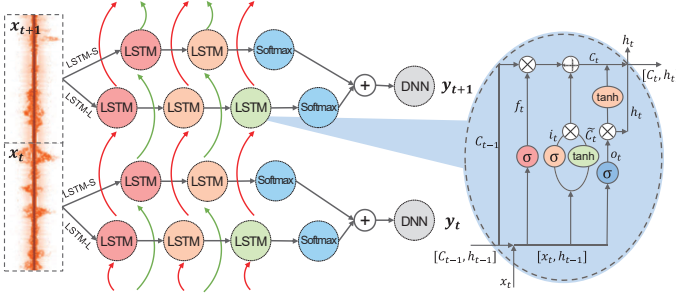 x_{t+1}
LSTM-S
LSTM
LSTM
Softmax
LSTM-L
LSTM
LSTM
LSTM
Softmax
+
DNN
y_{t+1}
x_t
LSTM-S
LSTM
LSTM
Softmax
LSTM-L
LSTM
LSTM
LSTM
Softmax
+
DNN
y_t
h_t
C_t
[C_t, h_t
tanh
f_t
h_t
i_t
C̃_t
C_{t-1}
σ
σ
tanh
o_t
σ
[C_{t-1}, h_{t-1}]
[x_t, h_{t-1}]
x_t